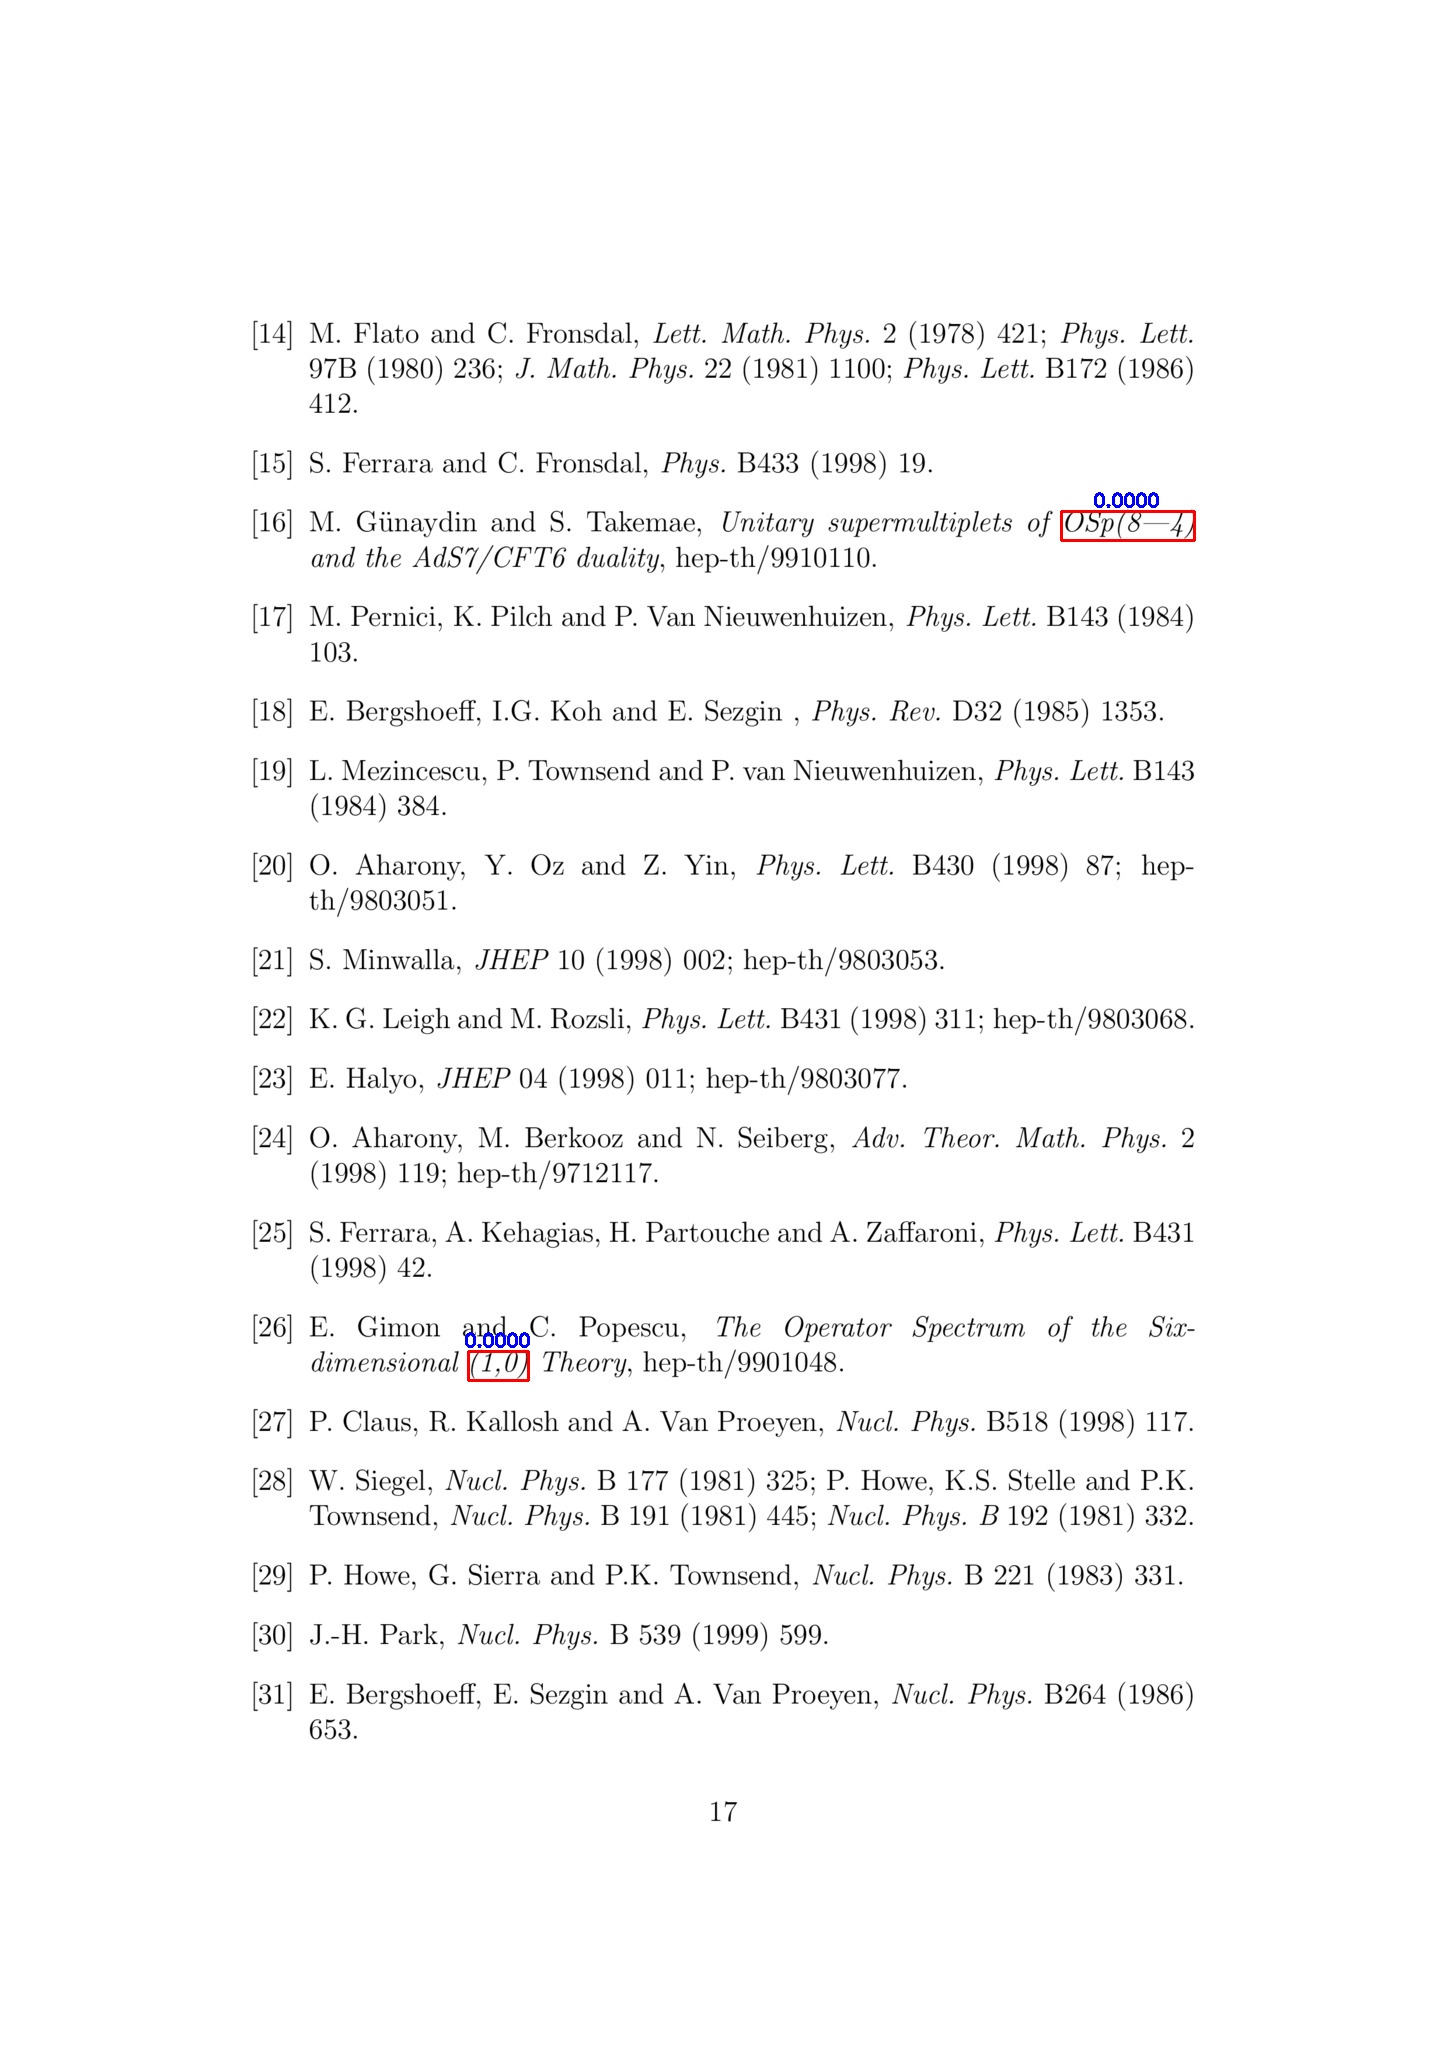 [14] M. Flato and C. Fronsdal, Lett. Math. Phys. 2 (1978) 421; Phys. Lett.
97B (1980) 236; J. Math. Phys. 22 (1981) 1100; Phys. Lett. B172 (1986)
412.
[15] S. Ferrara and C. Fronsdal, Phys. B433 (1998) 19.
0.0000
[16] M. Günaydin and S. Takemae, Unitary supermultiplets of OSp(8—4)
and the AdS7/CFT6 duality, hep-th/9910110.
[17] M. Pernici, K. Pilch and P. Van Nieuwenhuizen, Phys. Lett. B143 (1984)
103.
[18] E. Bergshoeff, I.G. Koh and E. Sezgin , Phys. Rev. D32 (1985) 1353.
[19] L. Mezincescu, P. Townsend and P. van Nieuwenhuizen, Phys. Lett. B143
(1984) 384.
[20] O. Aharony, Y. Oz and Z. Yin, Phys. Lett. B430 (1998) 87; hep-
th/9803051.
[21] S. Minwalla, JHEP 10 (1998) 002; hep-th/9803053.
[22] K. G. Leigh and M. Rozsli, Phys. Lett. B431 (1998) 311; hep-th/9803068.
[23] E. Halyo, JHEP 04 (1998) 011; hep-th/9803077.
[24] O. Aharony, M. Berkooz and N. Seiberg, Adv. Theor. Math. Phys. 2
(1998) 119; hep-th/9712117.
[25] S. Ferrara, A. Kehagias, H. Partouche and A. Zaffaroni, Phys. Lett. B431
(1998) 42.
[26] E. Gimon and C. Popescu, The Operator Spectrum of the Six-
0.0000
dimensional (1,0) Theory, hep-th/9901048.
[27] P. Claus, R. Kallosh and A. Van Proeyen, Nucl. Phys. B518 (1998) 117.
[28] W. Siegel, Nucl. Phys. B 177 (1981) 325; P. Howe, K.S. Stelle and P.K.
Townsend, Nucl. Phys. B 191 (1981) 445; Nucl. Phys. B 192 (1981) 332.
[29] P. Howe, G. Sierra and P.K. Townsend, Nucl. Phys. B 221 (1983) 331.
[30] J.-H. Park, Nucl. Phys. B 539 (1999) 599.
[31] E. Bergshoeff, E. Sezgin and A. Van Proeyen, Nucl. Phys. B264 (1986)
653.
17